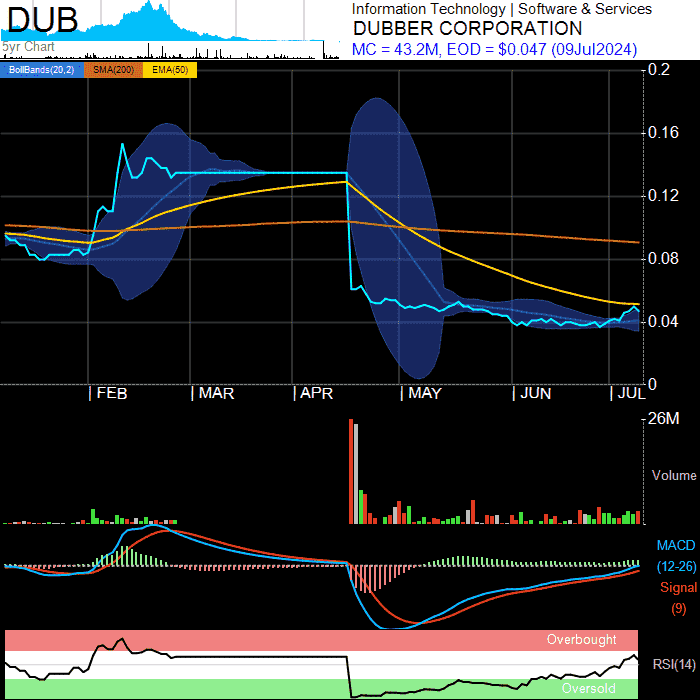 DUB
Information Technology | Software & Services
DUBBER CORPORATION
MC = 43.2M, EOD = $0.047 (09Jul2024)
5yr Chart
BollBands(20,2) SMA(200) EMA(50)
0.2
0.16
0.12
0.08
0.04
0
| FEB | MAR | APR | MAY | JUN | JUL
26M
Volume
MACD
(12-26)
Signal
(9)
Overbought
RSI(14)
Oversold